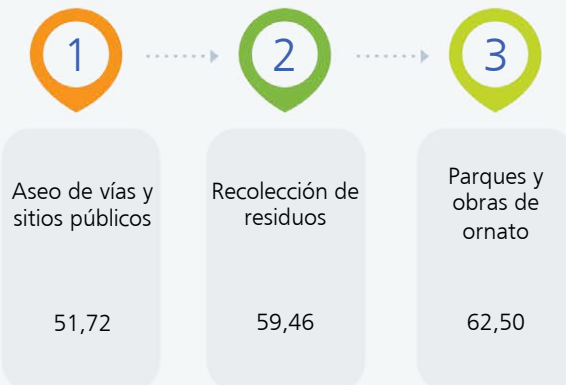 1
2
3
Aseo de vías y
sitios públicos
51,72
Recolección de
residuos
59,46
Parques y
obras de
ornato
62,50